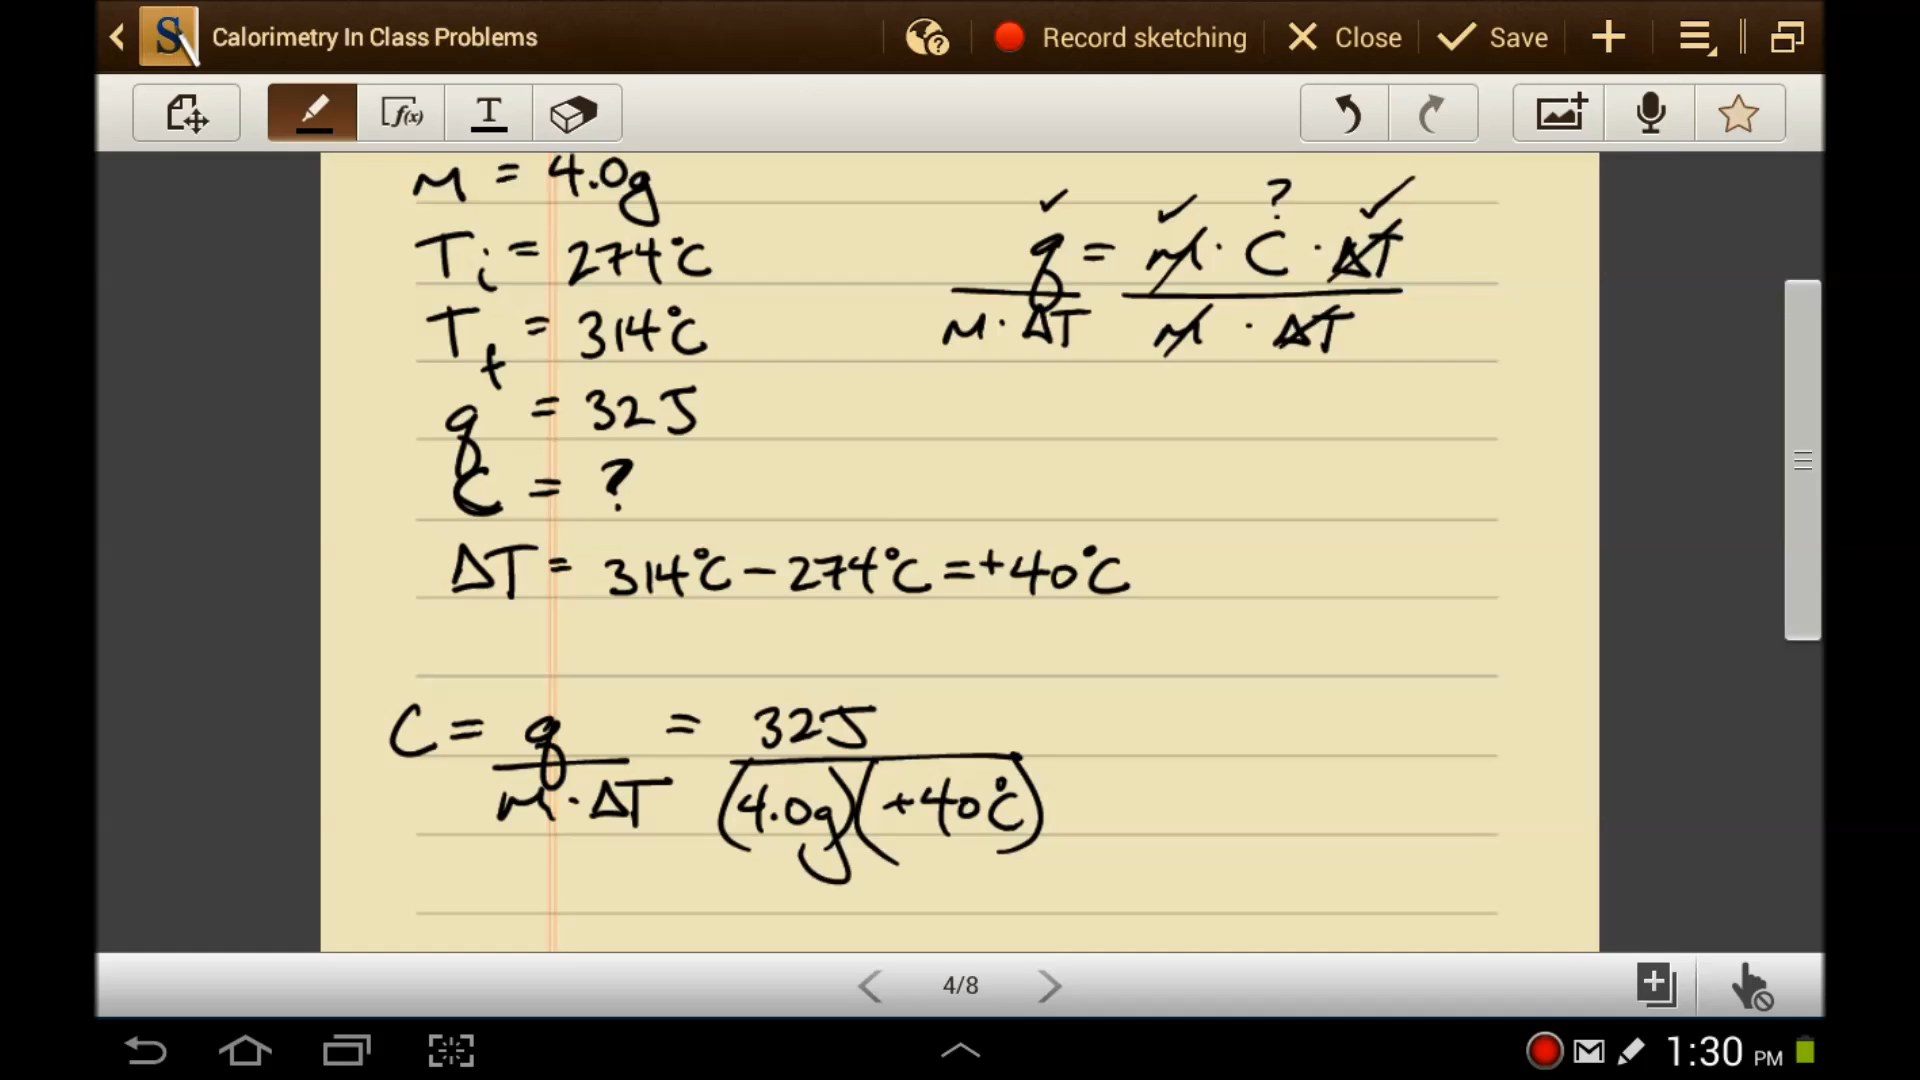 Calorimetry In Class Problems
Record sketching
Close
Save
f(x)
T
M = 4.0g
Ti = 274°C
Tf = 314°C
q = 32J
C = ?
ΔT = 314°C - 274°C = +40°C
✓ ✓ ? ✓
q = M · C · ΔT
M · ΔT M · ΔT
C = q = 32J
M · ΔT (4.0g)(+40°C)
4/8
1:30 PM